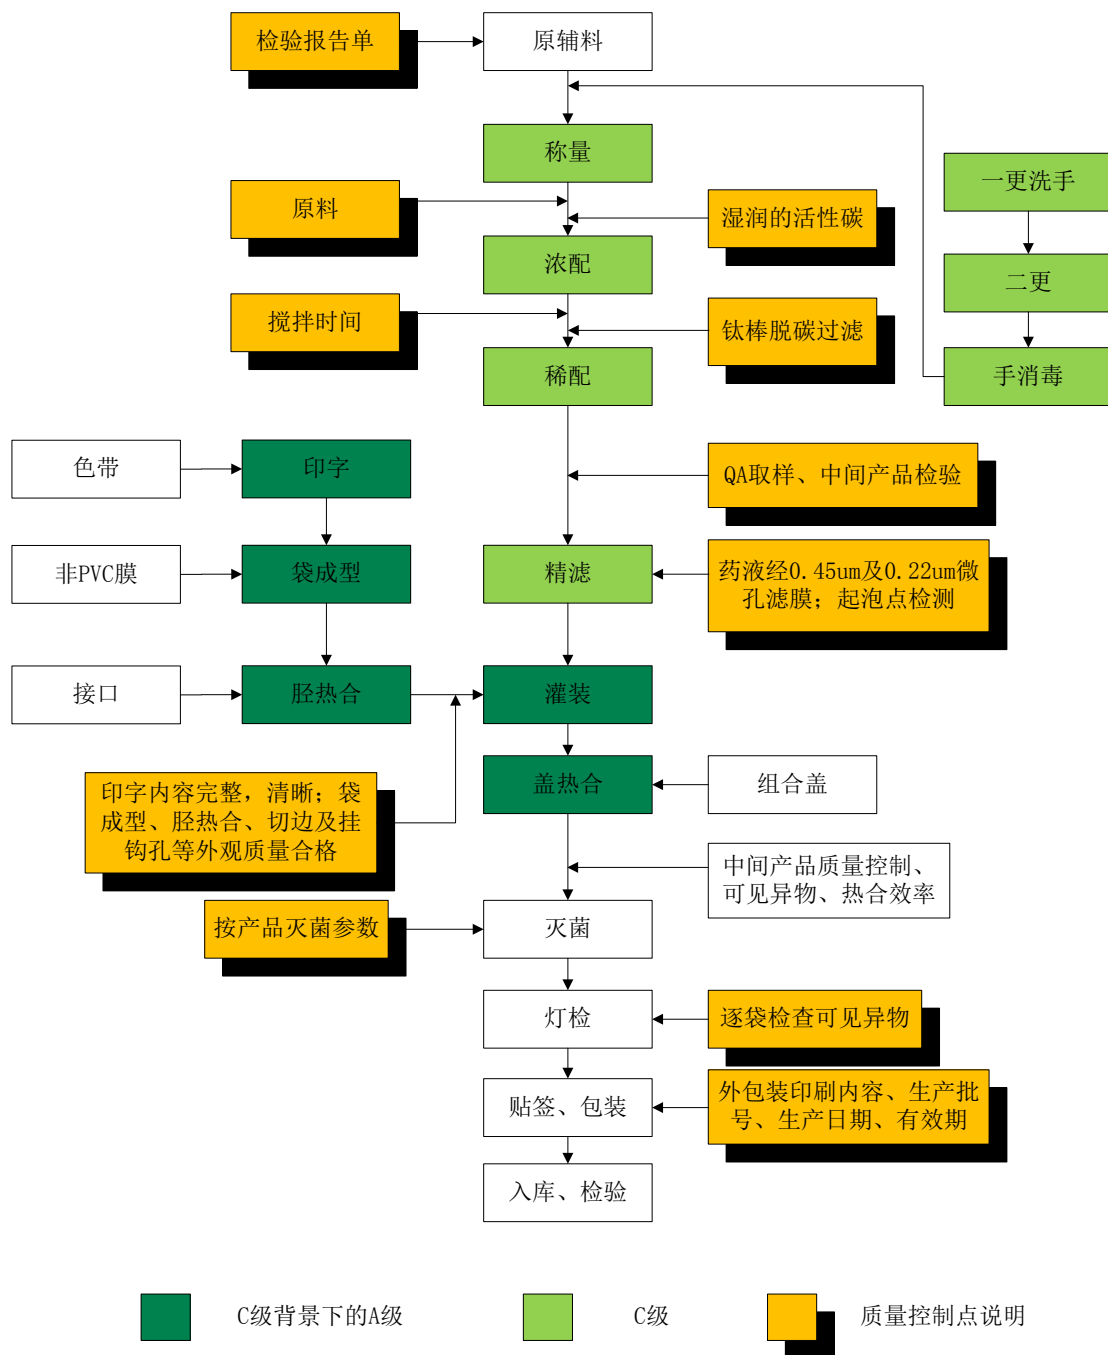 检验报告单
原辅料
称量
一更洗手
原料
湿润的活性碳
浓配
二更
搅拌时间
钛棒脱碳过滤
稀配
手消毒
色带
印字
QA取样、中间产品检验
非PVC膜
袋成型
精滤
药液经0.45um及0.22um微
孔滤膜；起泡点检测
接口
胫热合
灌装
盖热合
组合盖
印字内容完整，清晰；袋
成型、胫热合、切边及挂
钩孔等外观质量合格
中间产品质量控制、
可见异物、热合效率
按产品灭菌参数
灭菌
灯检
逐袋检查可见异物
贴签、包装
外包装印刷内容、生产批
号、生产日期、有效期
入库、检验
C级背景下的A级
C级
质量控制点说明